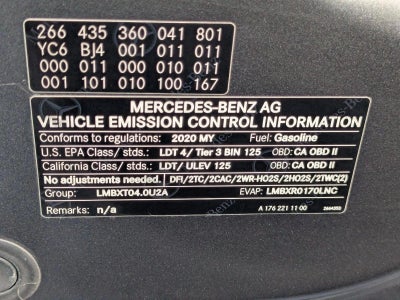 266 435 360 041 801
YC6 BJ4 001 011 011
000 011 000 010 011
001 101 010 100 167
MERCEDES-BENZ AG
VEHICLE EMISSION CONTROL INFORMATION
Conforms to regulations: 2020 MY Fuel: Gasoline
U.S. EPA Class/ stds: LDT 4/ Tier 3 BIN 125 OBD: CA OBD II
California Class/ stds: LDT/ ULEV 125 OBD: CA OBD II
No adjustments needed. DFI/2TC/2CAC/2WR-HO2S/2HO2S/2TWC(2)
Group: LMBXT04.0U2A EVAP: LMBXR0170LNC
Remarks: n/a A 176 221 11 00